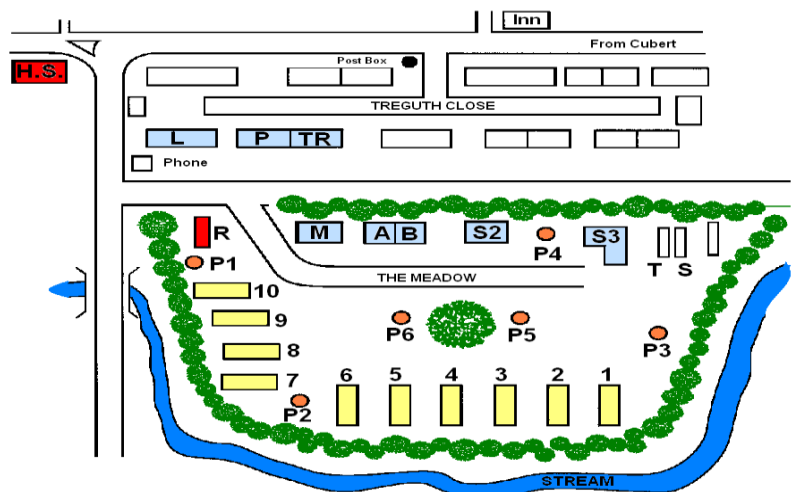 Inn
From Cubert
Post Box
H.S.
TREGUTH CLOSE
L
P
TR
Phone
M
A
B
S2
S3
R
P4
P1
T
S
THE MEADOW
10
9
P6
P5
P3
8
7
6
5
4
3
2
1
P2
STREAM